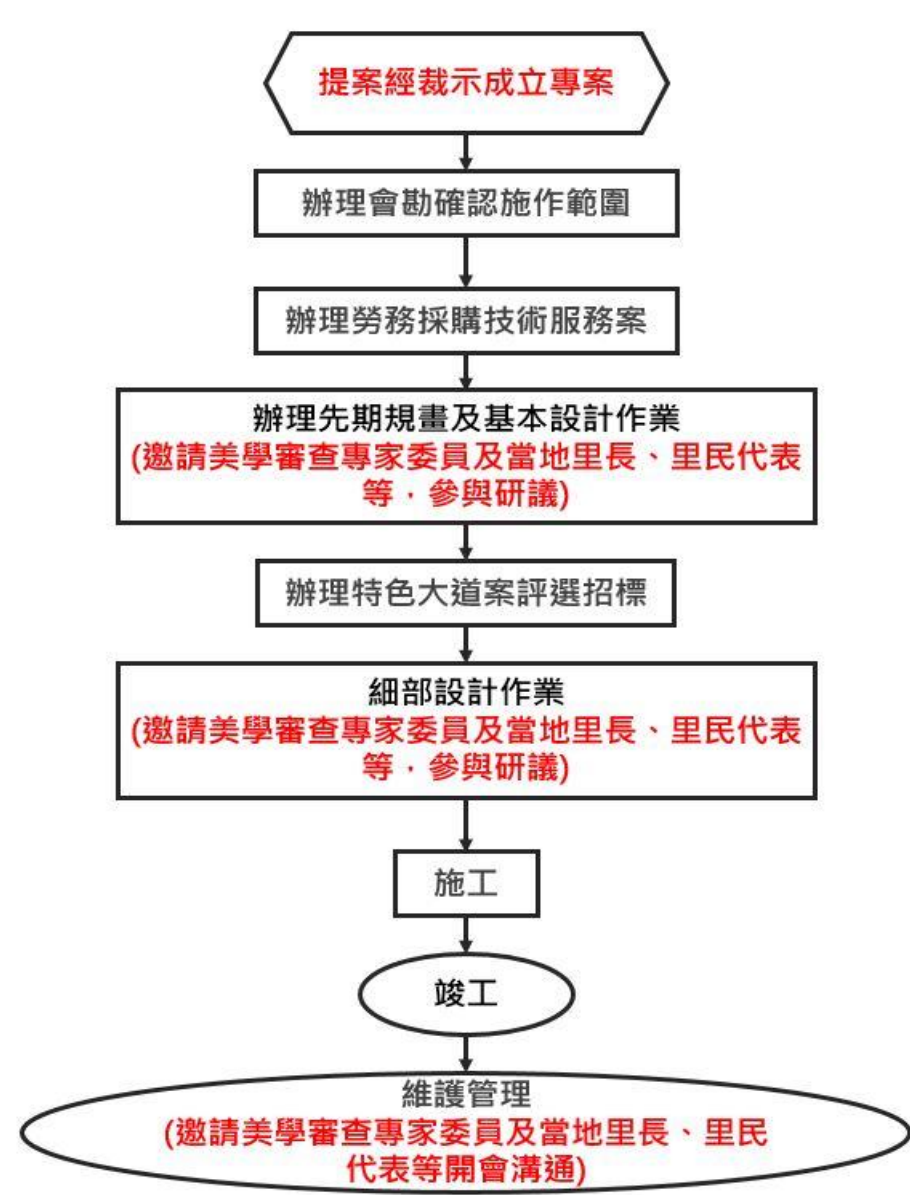 提案經裁示成立專案
辦理會勘確認施作範圍
辦理勞務採購技術服務案
辦理先期規畫及基本設計作業
(邀請美學審查專家委員及當地里長、里民代表
等，參與研議)
辦理特色大道案評選招標
細部設計作業
(邀請美學審查專家委員及當地里長、里民代表
等，參與研議)
施工
竣工
維護管理
(邀請美學審查專家委員及當地里長、里民
代表等開會溝通)